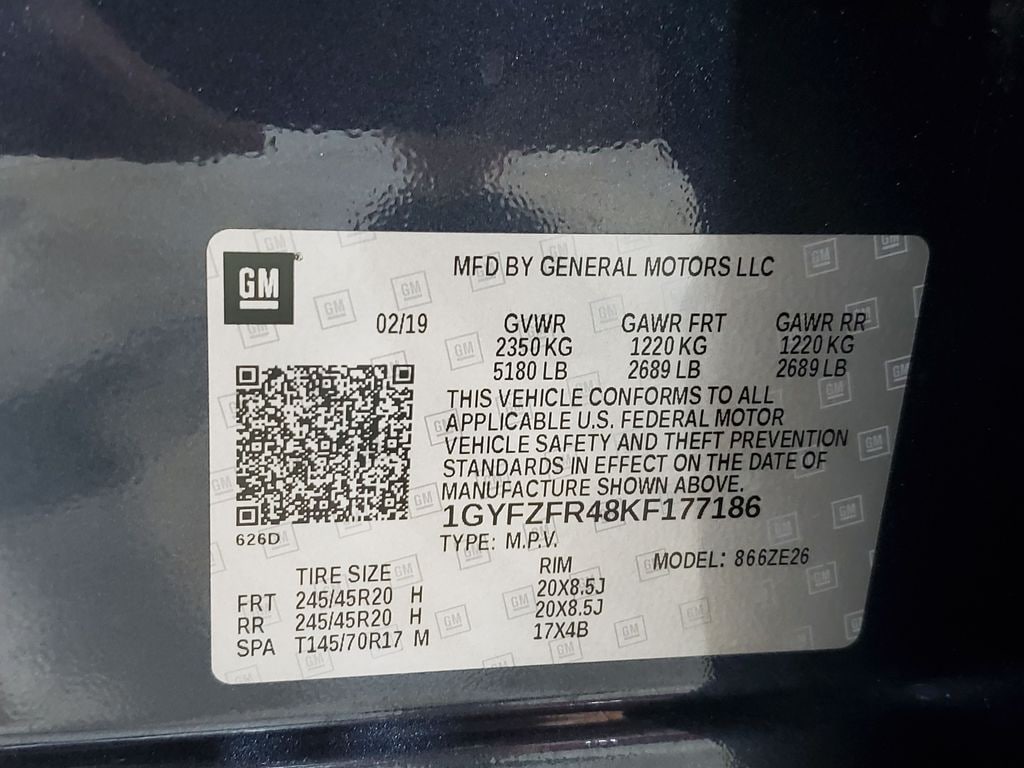 GM
MFD BY GENERAL MOTORS LLC
02/19 GVWR GAWR FRT GAWR RR
2350 KG 1220 KG 1220 KG
5180 LB 2689 LB 2689 LB
THIS VEHICLE CONFORMS TO ALL
APPLICABLE U.S. FEDERAL MOTOR
VEHICLE SAFETY AND THEFT PREVENTION
STANDARDS IN EFFECT ON THE DATE OF
MANUFACTURE SHOWN ABOVE.
1GYFZFR48KF177186
626D
TYPE: M.P.V.
MODEL: 866ZE26
TIRE SIZE RIM
FRT 245/45R20 H 20X8.5J
RR 245/45R20 H 20X8.5J
SPA T145/70R17 M 17X4B